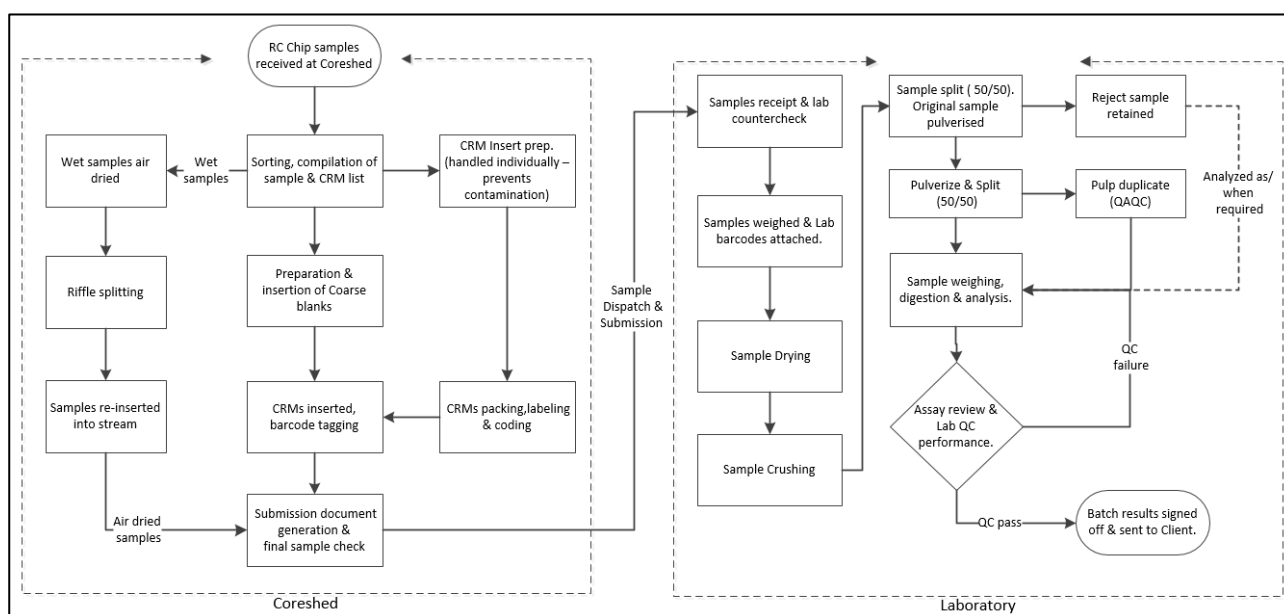 RC Chip samples
received at Coreshed
Wet samples air
dried
Wet
samples
Sorting, compilation of
sample & CRM list
CRM Insert prep.
(handled individually –
prevents
contamination)
Riffle splitting
Preparation &
insertion of Coarse
blanks
Samples re-inserted
into stream
CRMs inserted,
barcode tagging
CRMs packing,labeling
& coding
Air dried
samples
Submission document
generation &
final sample check
Coreshed
Sample
Dispatch &
Submission
Samples receipt & lab
countercheck
Samples weighed & Lab
barcodes attached.
Sample Drying
Sample Crushing
Sample split ( 50/50).
Original sample
pulverised
Reject sample
retained
Pulverize & Split
(50/50)
Pulp duplicate
(QAQC)
Analyzed as/
when
required
Sample weighing,
digestion & analysis.
QC
failure
Assay review &
Lab QC
performance.
QC pass
Batch results signed
off & sent to Client.
Laboratory